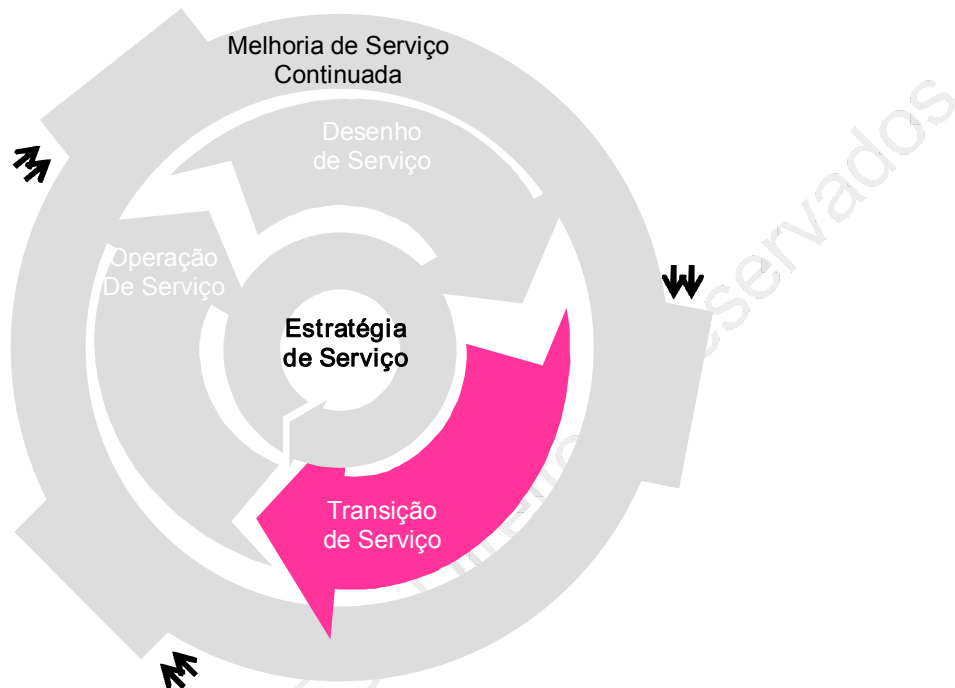 Melhoria de Serviço
Continuada
Desenho
de Serviço
Operação
De Serviço
Estratégia
de Serviço
Transição
de Serviço